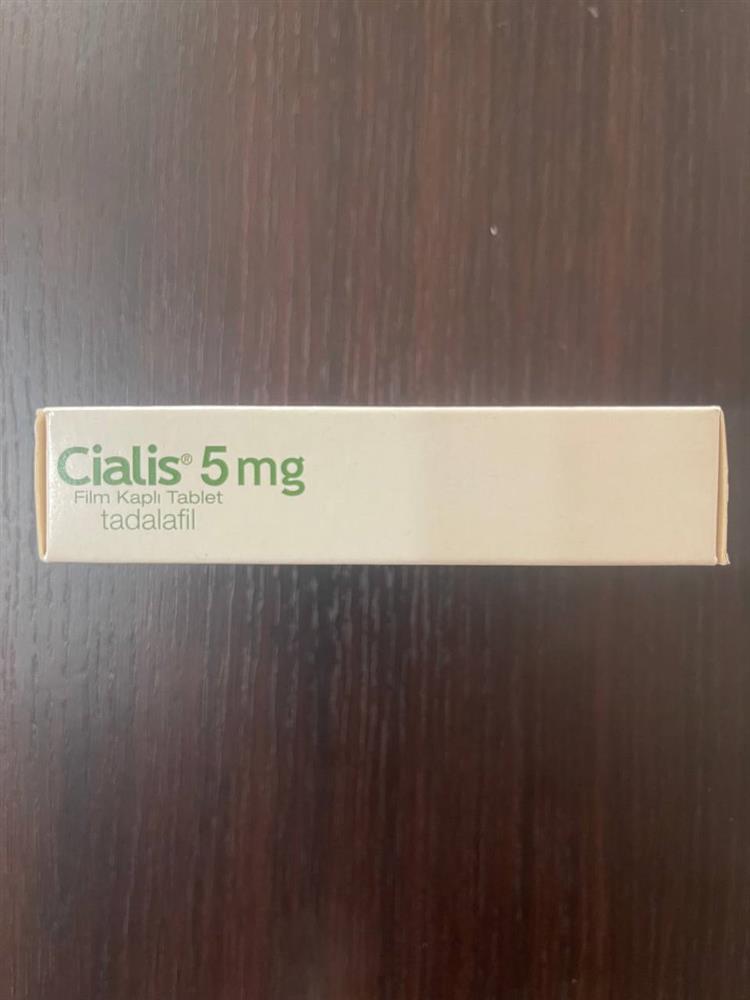 Cialis® 5 mg
Film Kaplı Tablet
tadalafil